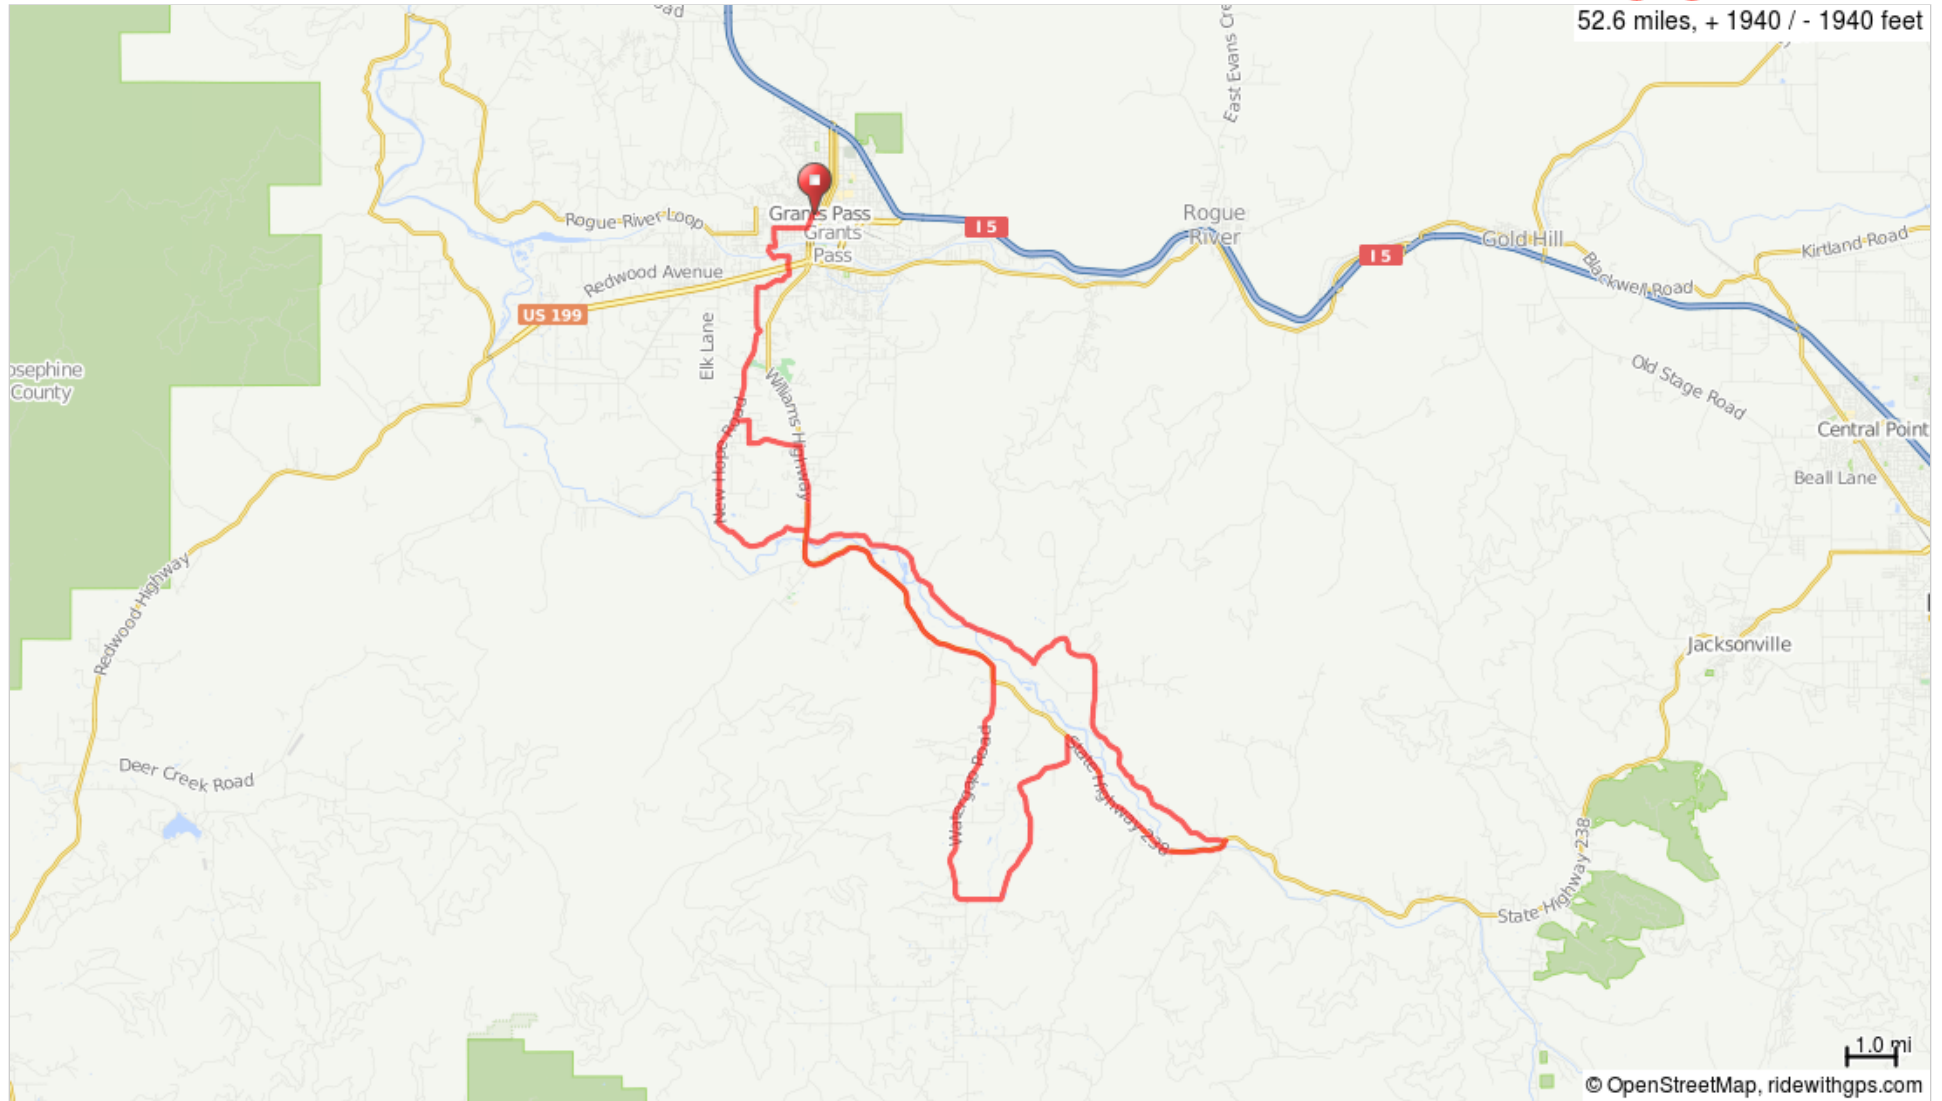 oad
52.6 miles, + 1940 / - 1940 feet
East Evans Cre
Grants Pass
Rogue River Loop
Grants
Pass
I 5
Rogue
River
I 5
Gold Hill
Kirtland Road
Blackwell Road
Redwood Avenue
US 199
Elk Lane
osephine
County
Williams Highway
Old Stage Road
New Hope Road
Central Point
Beall Lane
Redwood Highway
Jacksonville
Deer Creek Road
Watergap Road
State Highway 238
State Highway 238
1.0 mi
© OpenStreetMap, ridewithgps.com